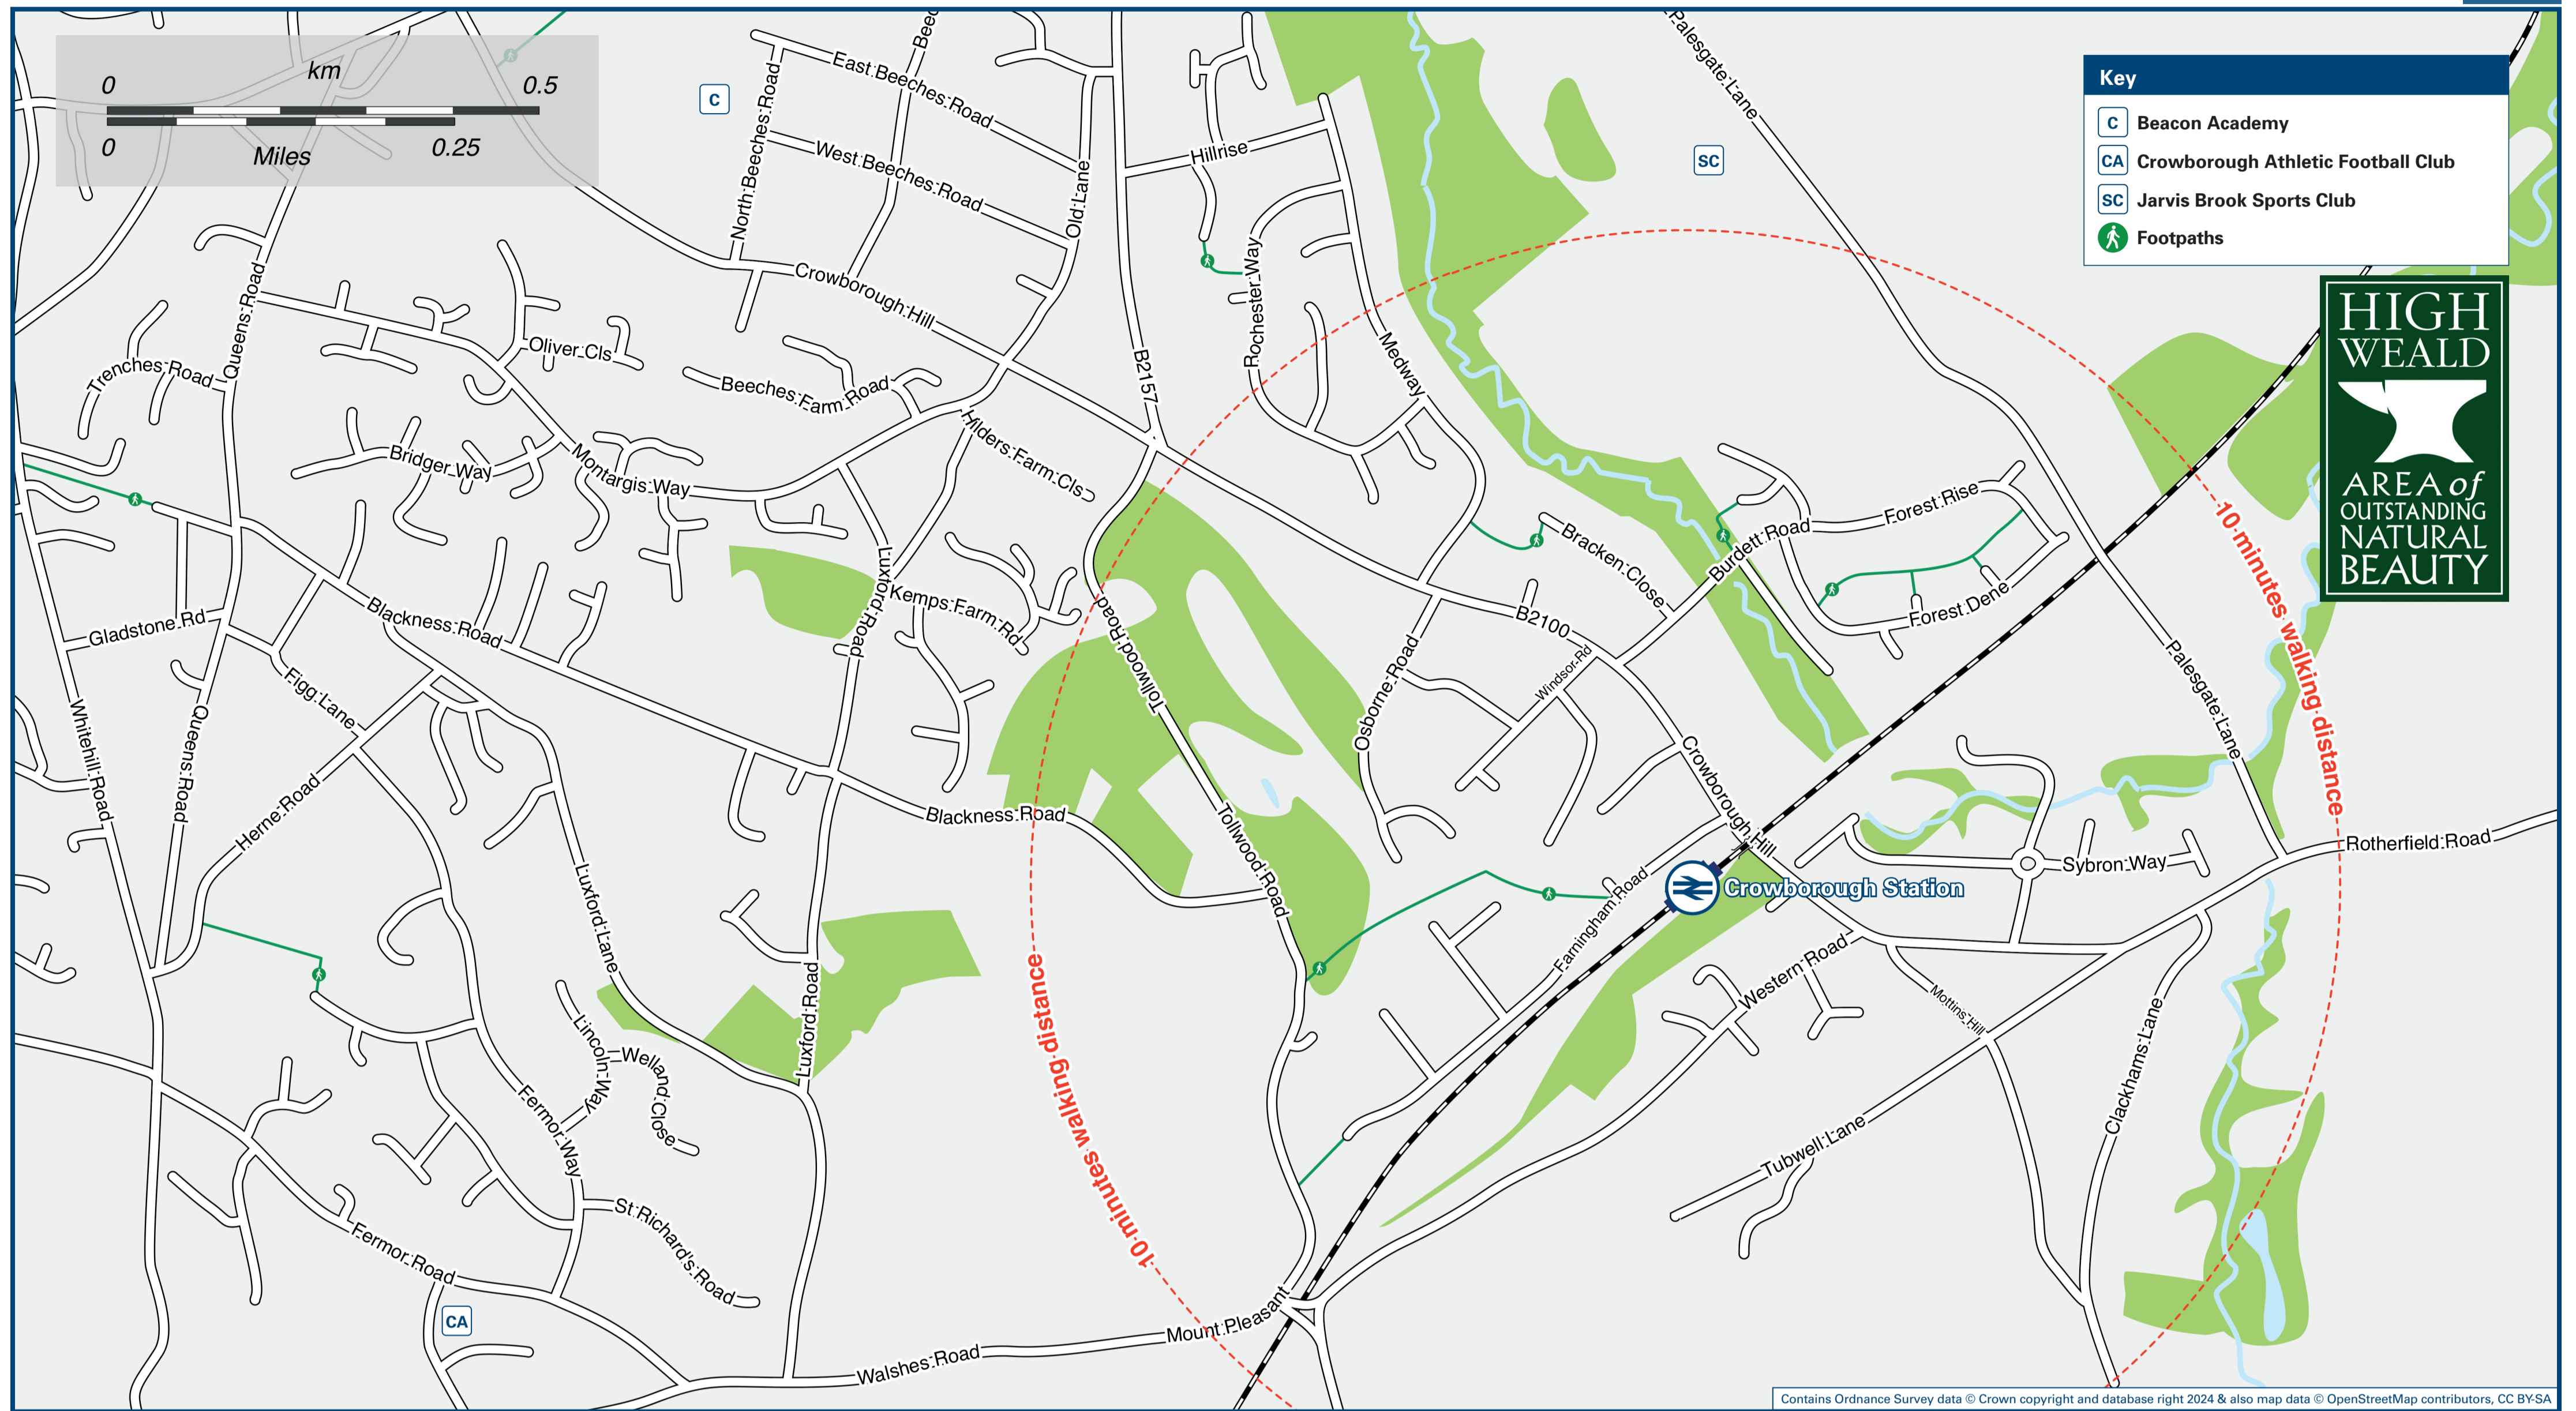 km
0 0.5
0 0.25
Miles
Key
C Beacon Academy
CA Crowborough Athletic Football Club
SC Jarvis Brook Sports Club
Footpaths
HIGH
WEALD
AREA of
OUTSTANDING
NATURAL
BEAUTY
C
SC
CA
East Beeches Road
North Beeches Road
West Beeches Road
Old Lane
Hillrise
Palesgate Lane
Queens Road
Crowborough Hill
Rochester Way
Medway
B2157
Oliver Cls
Trenches Road
Beeches Farm Road
Hilders Farm Cls
Bridger Way
Montargis Way
Luxford Road
Kemps Farm Rd
Tollwood Road
Bracken Close
Burdett Road
Forest Rise
Forest Dene
B2100
Windsor Rd
Osborne Road
Palesgate Lane
10 minutes walking distance
Blackness Road
Gladstone Rd
Figg Lane
Whitehill Road
Queens Road
Herne Road
Luxford Lane
Blackness Road
Tollwood Road
Crowborough Hill
Crowborough Station
Farningham Road
Sybron Way
Rotherfield Road
Western Road
Mottins Hill
Clackhams Lane
Tubwell Lane
10 minutes walking distance
Luxford Road
Lincoln Way
Welland Close
Fermor Way
St Richard's Road
Fermor Road
Walshes Road
Mount Pleasant
Contains Ordnance Survey data © Crown copyright and database right 2024 & also map data © OpenStreetMap contributors, CC BY-SA